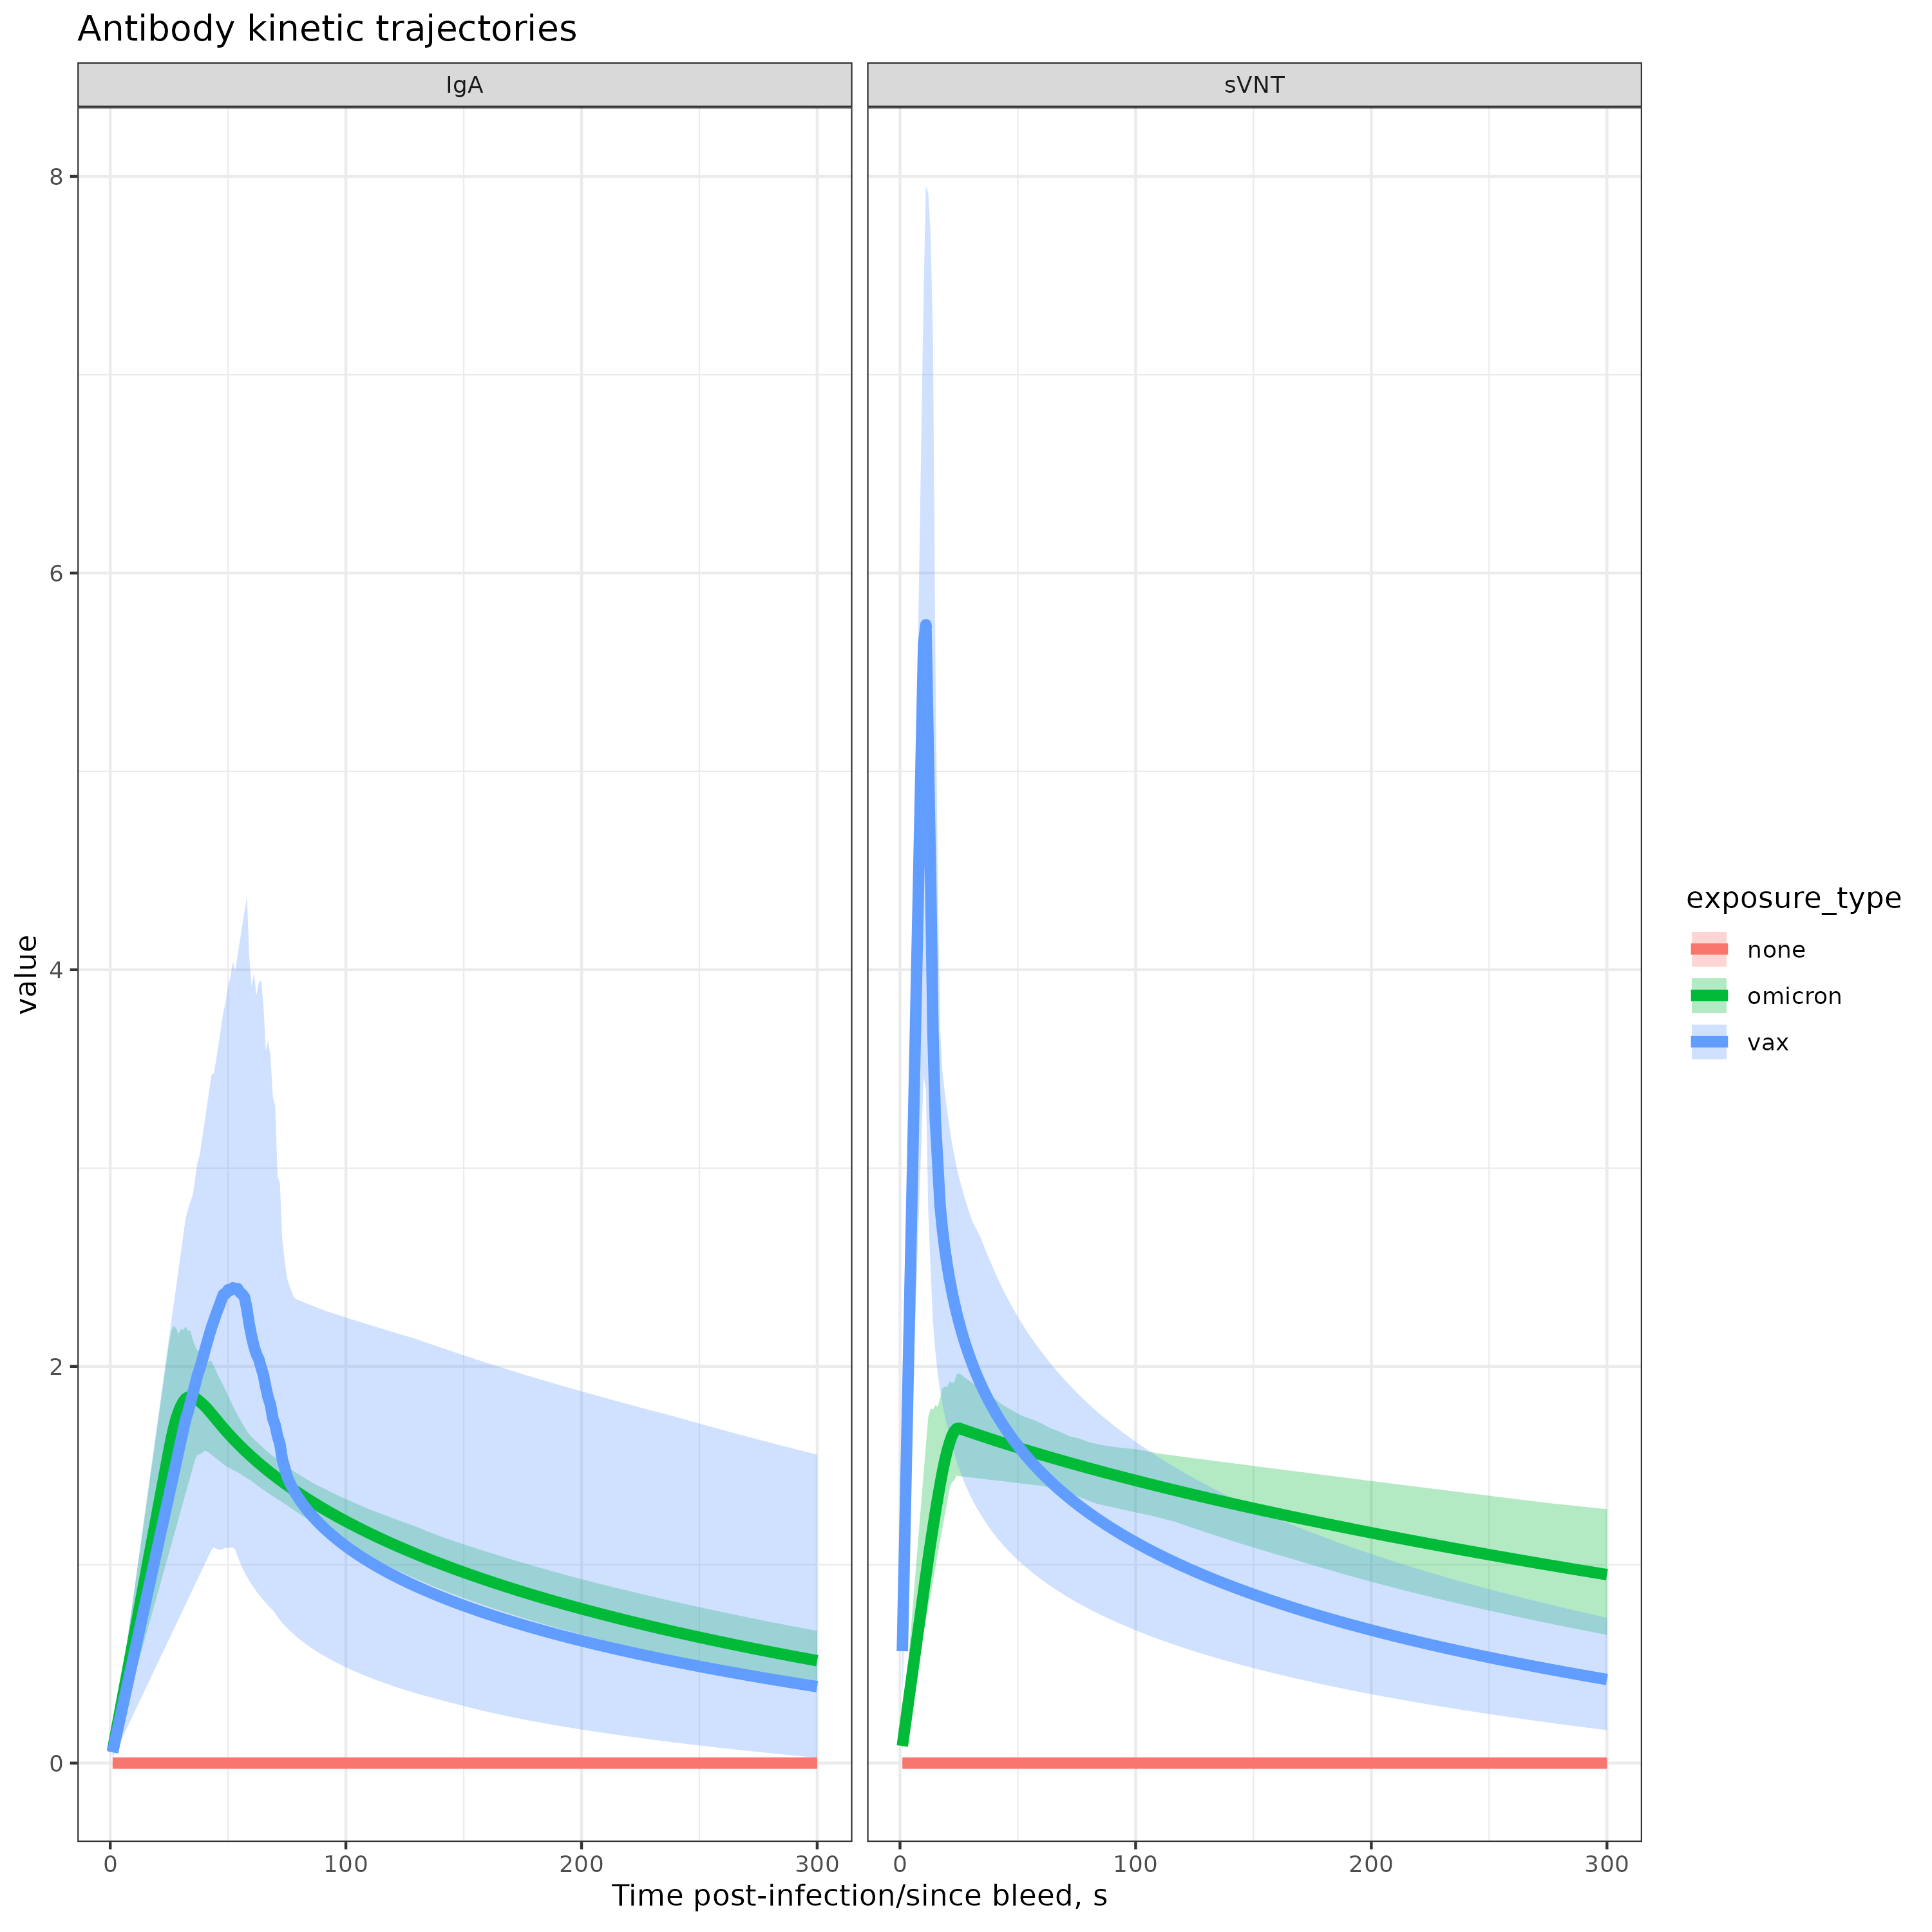 Antibody kinetic trajectories
IgA
sVNT
8
6
4
2
0
value
0 100 200 300
0 100 200 300
Time post-infection/since bleed, s
exposure_type
none
omicron
vax